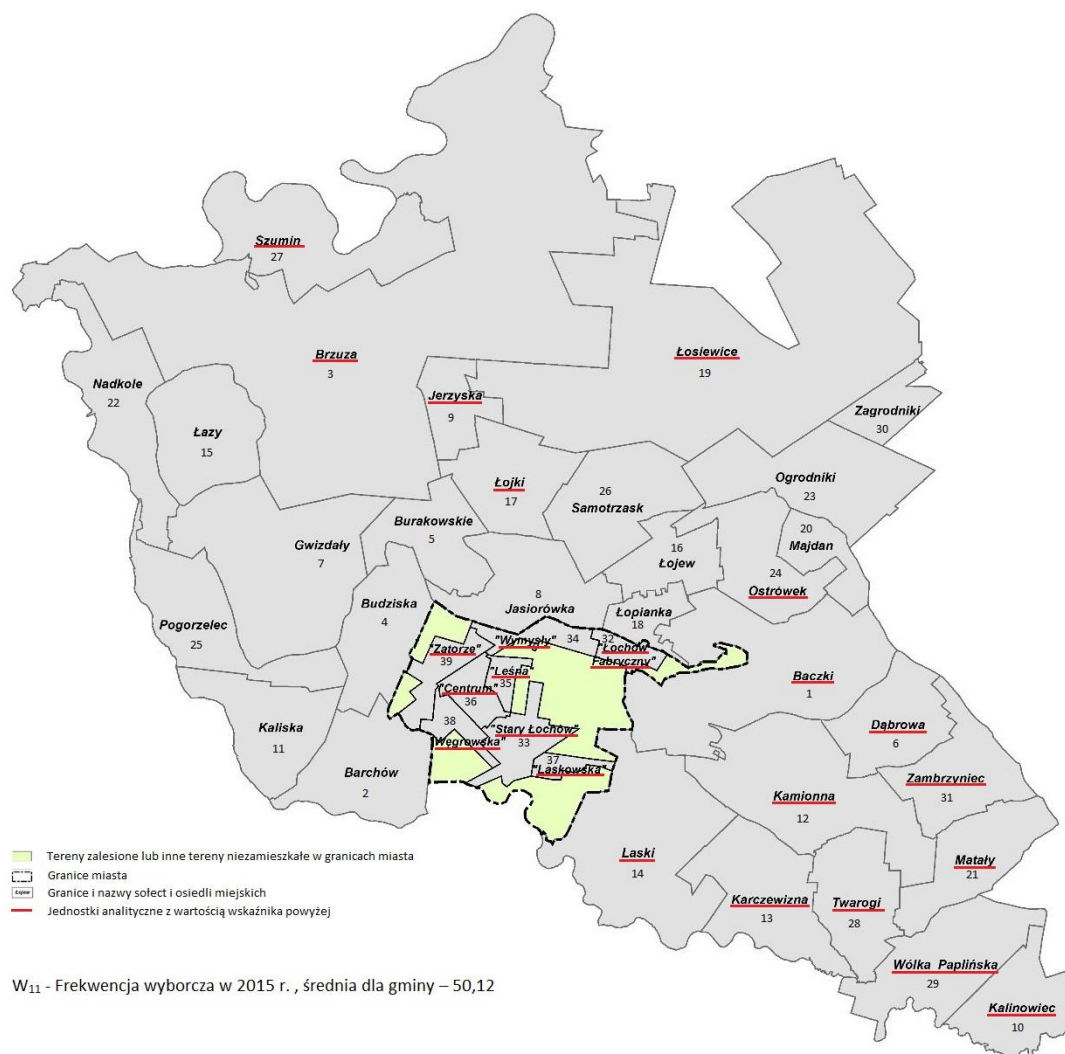 Szumin
27
Brzuza
3
Łosiewice
19
Nadkole
22
Jerzyska
9
Zagrodniki
30
Łazy
15
Łojki
17
26
Samotrzask
Ogrodniki
23
Burakowskie
5
20
Majdan
Gwizdały
7
16
Łojew
24
Ostrówek
8
Jasiorówka
Budziska
4
Łopianka
18
Pogorzelec
25
"Wymysły"
34
32
"Łochów
Fabryczny"
"Zatorze"
39
"Leśna"
35
Baczki
1
"Centrum"
36
Kaliska
11
38
"Węgrowska"
"Stary Łochów"
33
Dąbrowa
6
37
"Laskowska"
Barchów
2
Zambrzyniec
31
Kamionna
12
Laski
14
Matały
21
Karczewizna
13
Twarogi
28
Wólka Paplińska
29
Kalinowiec
10
Tereny zalesione lub inne tereny niezamieszkałe w granicach miasta
Granice miasta
Łojew
Granice i nazwy sołect i osiedli miejskich
Jednostki analityczne z wartością wskaźnika powyżej
W₁₁ - Frekwencja wyborcza w 2015 r. , średnia dla gminy – 50,12